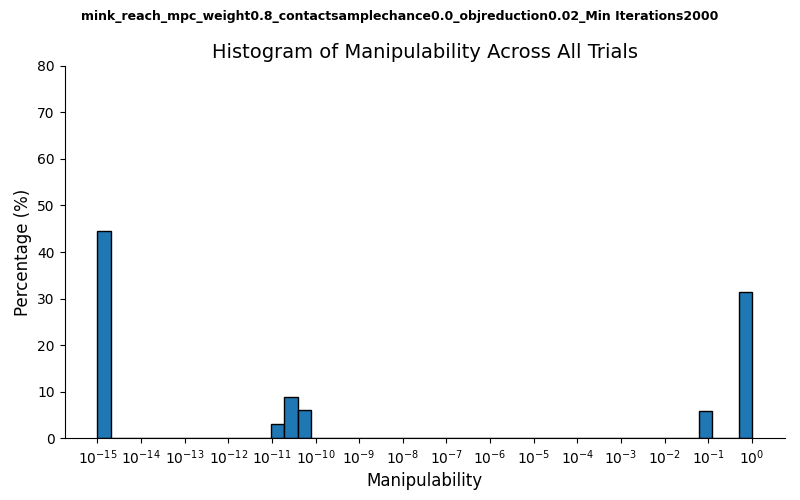 mink_reach_mpc_weight0.8_contactsamplechance0.0_objreduction0.02_Min Iterations2000
Histogram of Manipulability Across All Trials
80
70
60
50
40
30
20
10
0
Percentage (%)
10⁻¹⁵ 10⁻¹⁴ 10⁻¹³ 10⁻¹² 10⁻¹¹ 10⁻¹⁰ 10⁻⁹ 10⁻⁸ 10⁻⁷ 10⁻⁶ 10⁻⁵ 10⁻⁴ 10⁻³ 10⁻² 10⁻¹ 10⁰
Manipulability